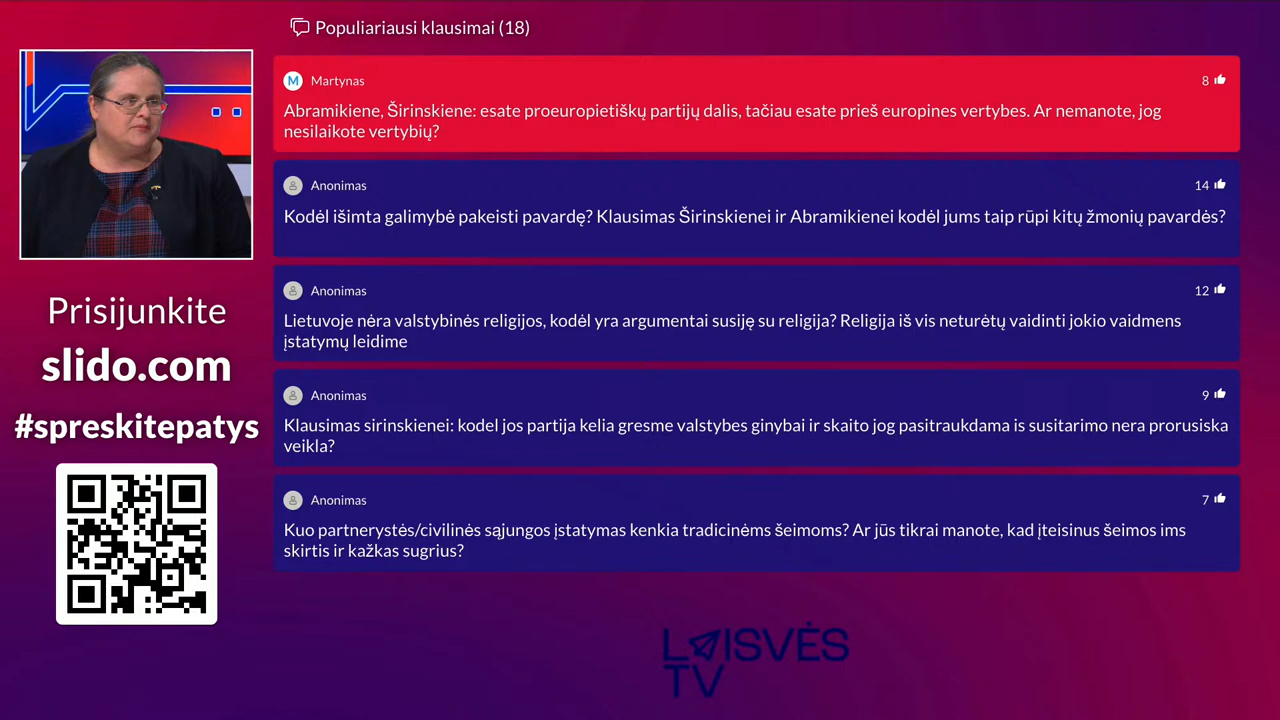 Populiariausi klausimai (18)
M Martynas 8
Abramikiene, Širinskiene: esate proeuropietiškų partijų dalis, tačiau esate prieš europines vertybes. Ar nemanote, jog
nesilaikote vertybių?
Anonimas 14
Kodėl išimta galimybė pakeisti pavardę? Klausimas Širinskienei ir Abramikienei kodėl jums taip rūpi kitų žmonių pavardės?
Anonimas 12
Lietuvoje nėra valstybinės religijos, kodėl yra argumentai susiję su religija? Religija iš vis neturėtų vaidinti jokio vaidmens
įstatymų leidime
Anonimas 9
Klausimas sirinskienei: kodel jos partija kelia gresme valstybes ginybai ir skaito jog pasitraukdama is susitarimo nera prorusiska
veikla?
Anonimas 7
Kuo partnerystės/civilinės sąjungos įstatymas kenkia tradicinėms šeimoms? Ar jūs tikrai manote, kad įteisinus šeimos ims
skirtis ir kažkas sugrius?
Prisijunkite
slido.com
#spreskitepatys
LAISVĖS
TV